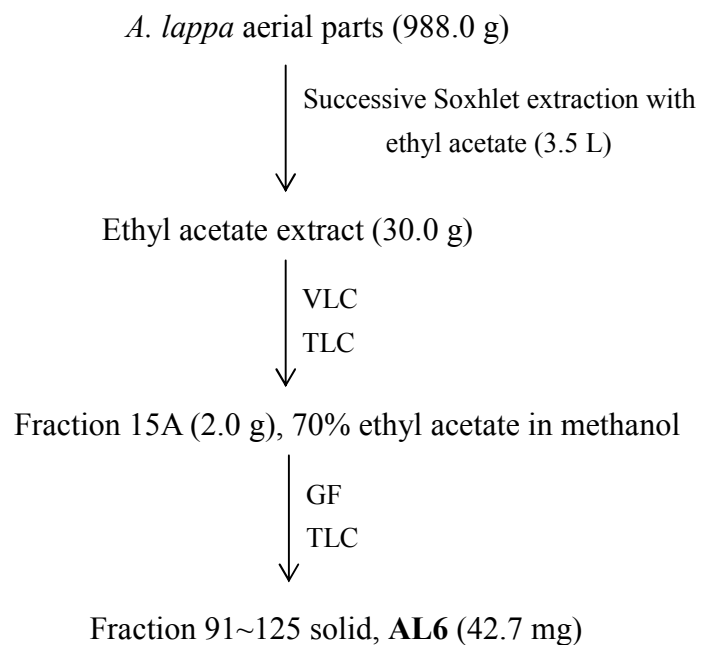 A. lappa aerial parts (988.0 g)
Successive Soxhlet extraction with
ethyl acetate (3.5 L)
Ethyl acetate extract (30.0 g)
VLC
TLC
Fraction 15A (2.0 g), 70% ethyl acetate in methanol
GF
TLC
Fraction 91~125 solid, AL6 (42.7 mg)